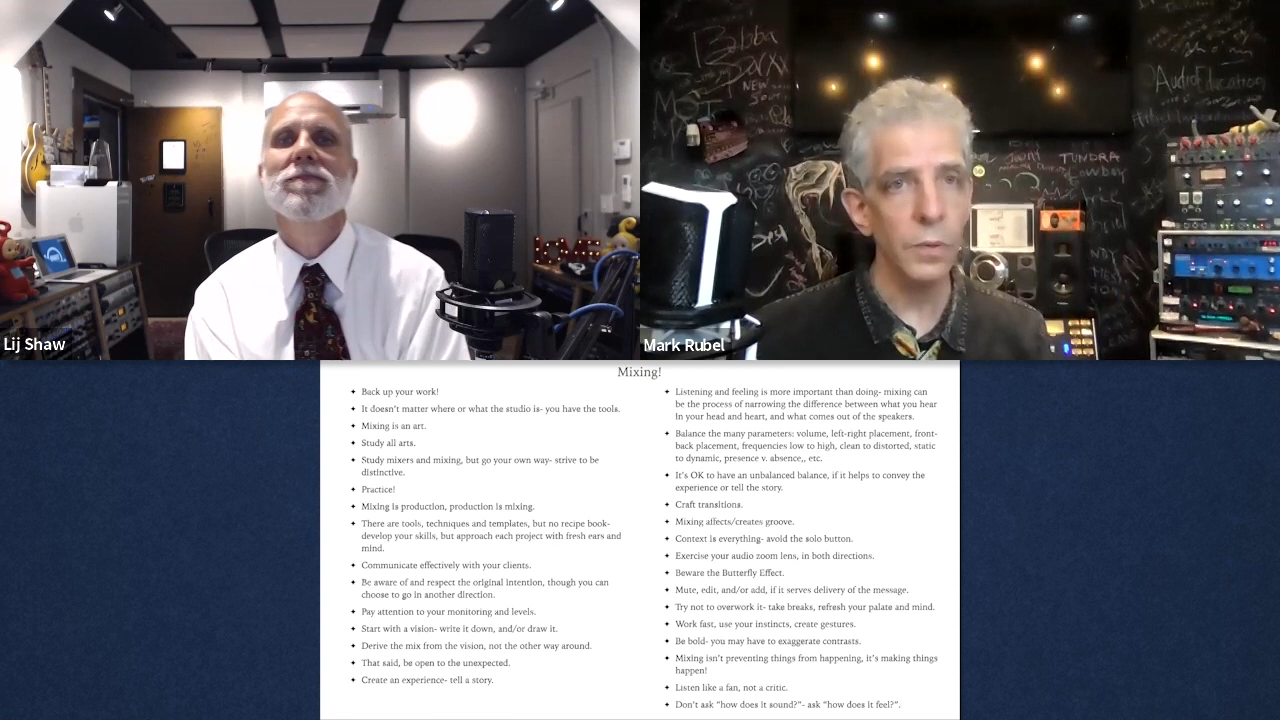 Bobba
NEW
AudioEducation
TUNDRA
Cowboy
Lij Shaw
Mark Rubel
Mixing!
Back up your work!
It doesn't matter where or what the studio is- you have the tools.
Mixing is an art.
Study all arts.
Study mixers and mixing, but go your own way- strive to be
distinctive.
Practice!
Mixing is production, production is mixing.
There are tools, techniques and templates, but no recipe book-
develop your skills, but approach each project with fresh ears and
mind.
Communicate effectively with your clients.
Be aware of and respect the original intention, though you can
choose to go in another direction.
Pay attention to your monitoring and levels.
Start with a vision- write it down, and/or draw it.
Derive the mix from the vision, not the other way around.
That said, be open to the unexpected.
Create an experience- tell a story.
Listening and feeling is more important than doing- mixing can
be the process of narrowing the difference between what you hear
in your head and heart, and what comes out of the speakers.
Balance the many parameters: volume, left-right placement, front-
back placement, frequencies low to high, clean to distorted, static
to dynamic, presence v. absence,, etc.
It's OK to have an unbalanced balance, if it helps to convey the
experience or tell the story.
Craft transitions.
Mixing affects/creates groove.
Context is everything- avoid the solo button.
Exercise your audio zoom lens, in both directions.
Beware the Butterfly Effect.
Mute, edit, and/or add, if it serves delivery of the message.
Try not to overwork it- take breaks, refresh your palate and mind.
Work fast, use your instincts, create gestures.
Be bold- you may have to exaggerate contrasts.
Mixing isn't preventing things from happening, it's making things
happen!
Listen like a fan, not a critic.
Don't ask "how does it sound?"- ask "how does it feel?".